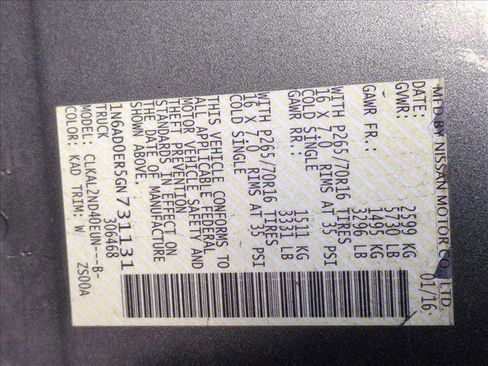 MFD BY NISSAN MOTOR CO.,LTD.
DATE: 01/16
GVWR: 2599 KG
5730 LB
GAWR FR.: 1495 KG
3296 LB
WITH P265/70R16 TIRES
16 X 7.0 RIMS AT 35 PSI
COLD SINGLE
GAWR RR: 1511 KG
3331 LB
WITH P265/70R16 TIRES
16 X RIMS AT 35 PSI
COLD SINGLE
THIS VEHICLE CONFORMS TO
ALL APPLICABLE FEDERAL
MOTOR VEHICLE SAFETY AND
THEFT PREVENTION
STANDARDS IN EFFECT ON
THE DATE OF MANUFACTURE
SHOWN ABOVE.
1N6AD0ER5GN731131
TRUCK 306468
MODEL: CLKAL2ND4DEUN---B-
COLOR: KAD TRIM: W ZS00A